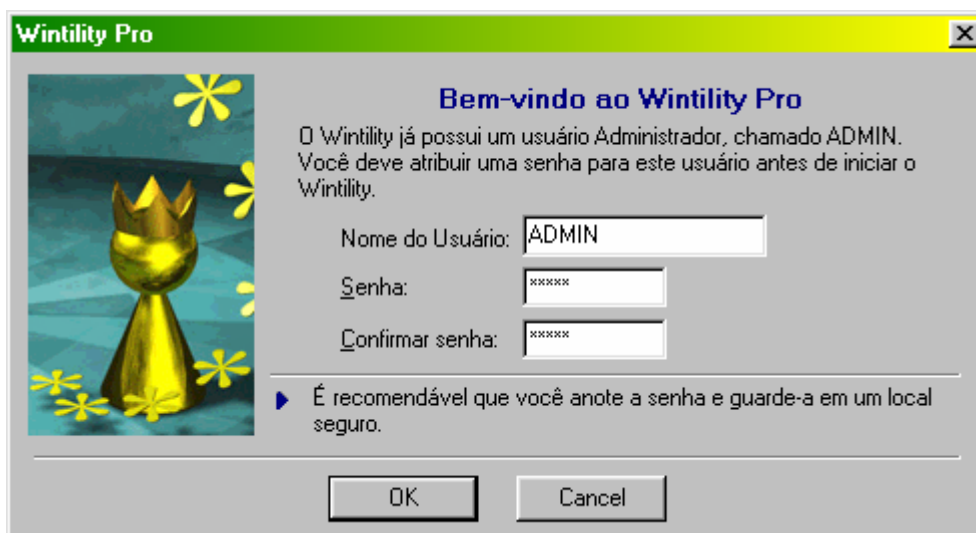 Wintility Pro
Bem-vindo ao Wintility Pro
O Wintility já possui um usuário Administrador, chamado ADMIN.
Você deve atribuir uma senha para este usuário antes de iniciar o
Wintility.
Nome do Usuário: ADMIN
Senha: *****
Confirmar senha: *****
É recomendável que você anote a senha e guarde-a em um local
seguro.
OK Cancel